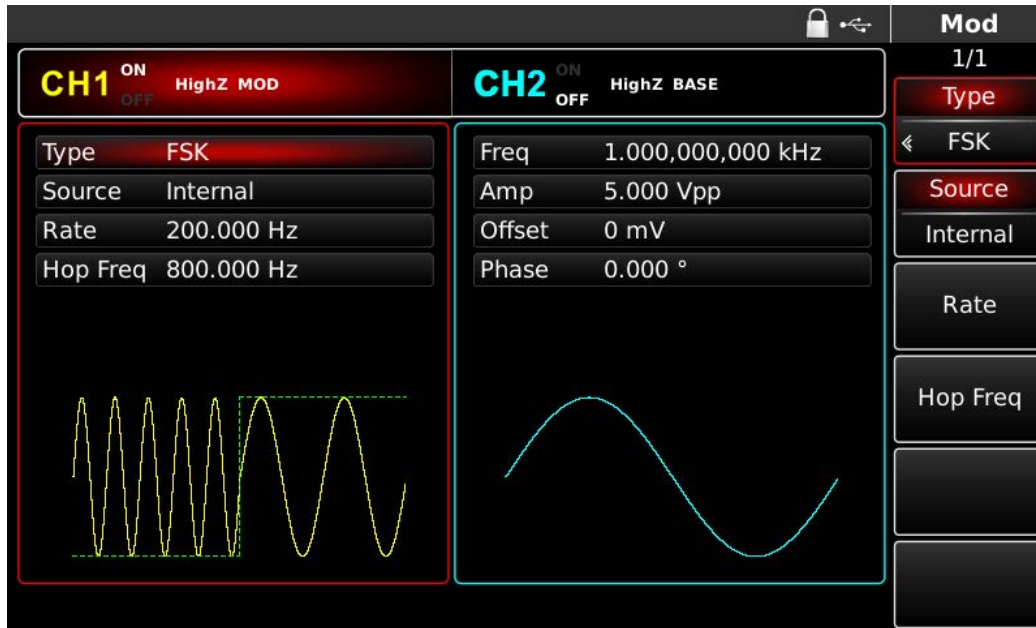 Mod
1/1
CH1 ON OFF HighZ MOD
CH2 ON OFF HighZ BASE
Type FSK
Source Internal
Rate 200.000 Hz
Hop Freq 800.000 Hz
Freq 1.000,000,000 kHz
Amp 5.000 Vpp
Offset 0 mV
Phase 0.000 °
Type
FSK
Source
Internal
Rate
Hop Freq